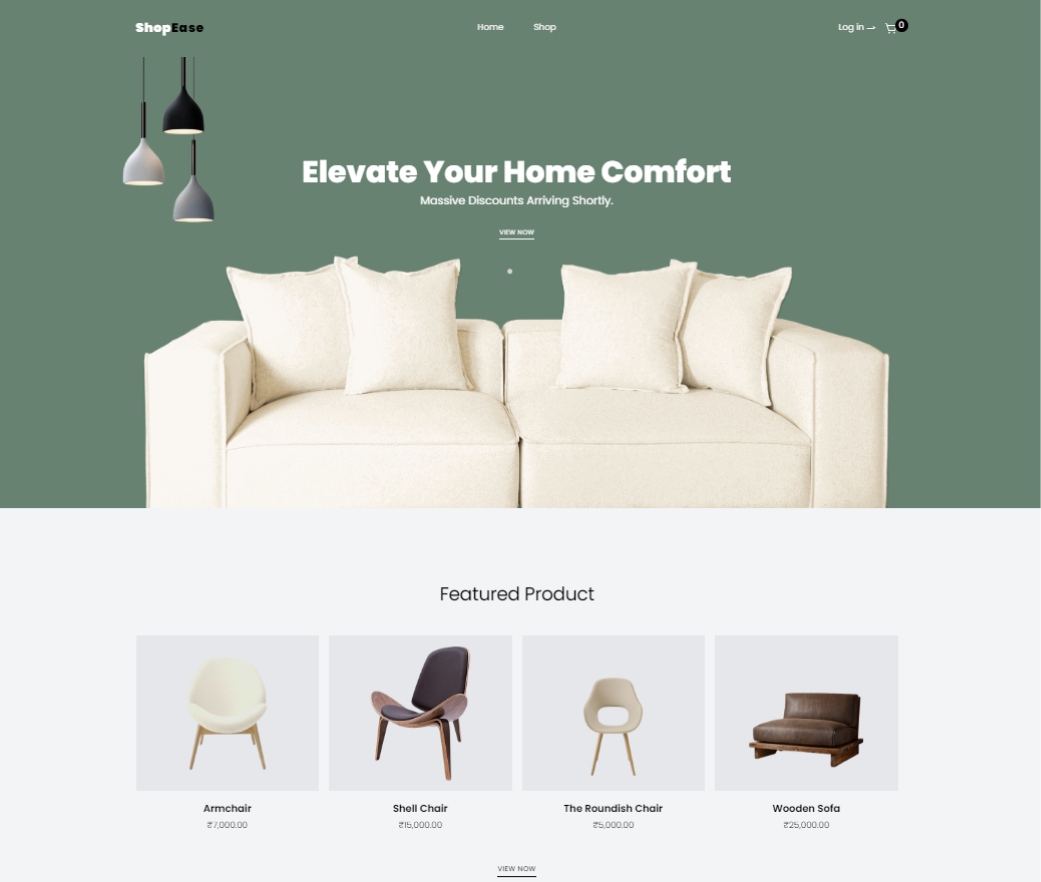 ShopEase
Home Shop
Log in → 0
Elevate Your Home Comfort
Massive Discounts Arriving Shortly.
VIEW NOW
Featured Product
Armchair Shell Chair The Roundish Chair Wooden Sofa
₹7,000.00 ₹15,000.00 ₹5,000.00 ₹25,000.00
VIEW NOW